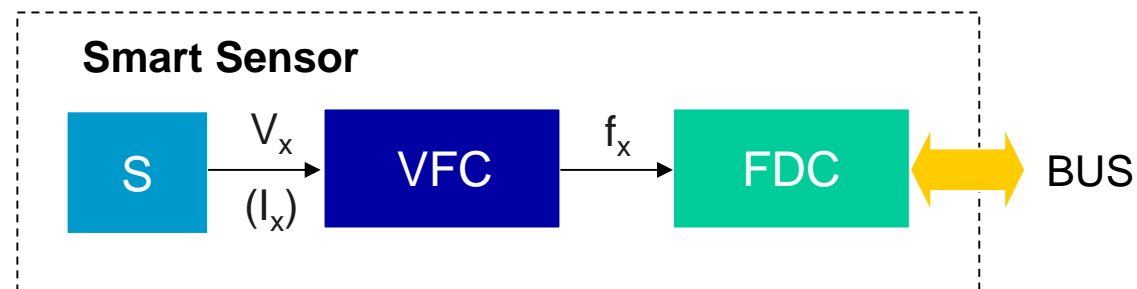 Smart Sensor
S
Vx
(Ix)
VFC
fx
FDC
BUS